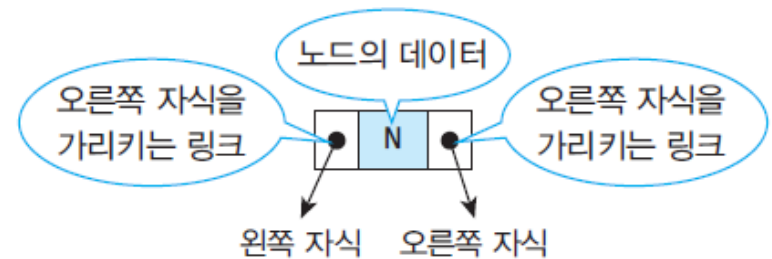 노드의 데이터
오른쪽 자식을
가리키는 링크
N
오른쪽 자식을
가리키는 링크
왼쪽 자식
오른쪽 자식